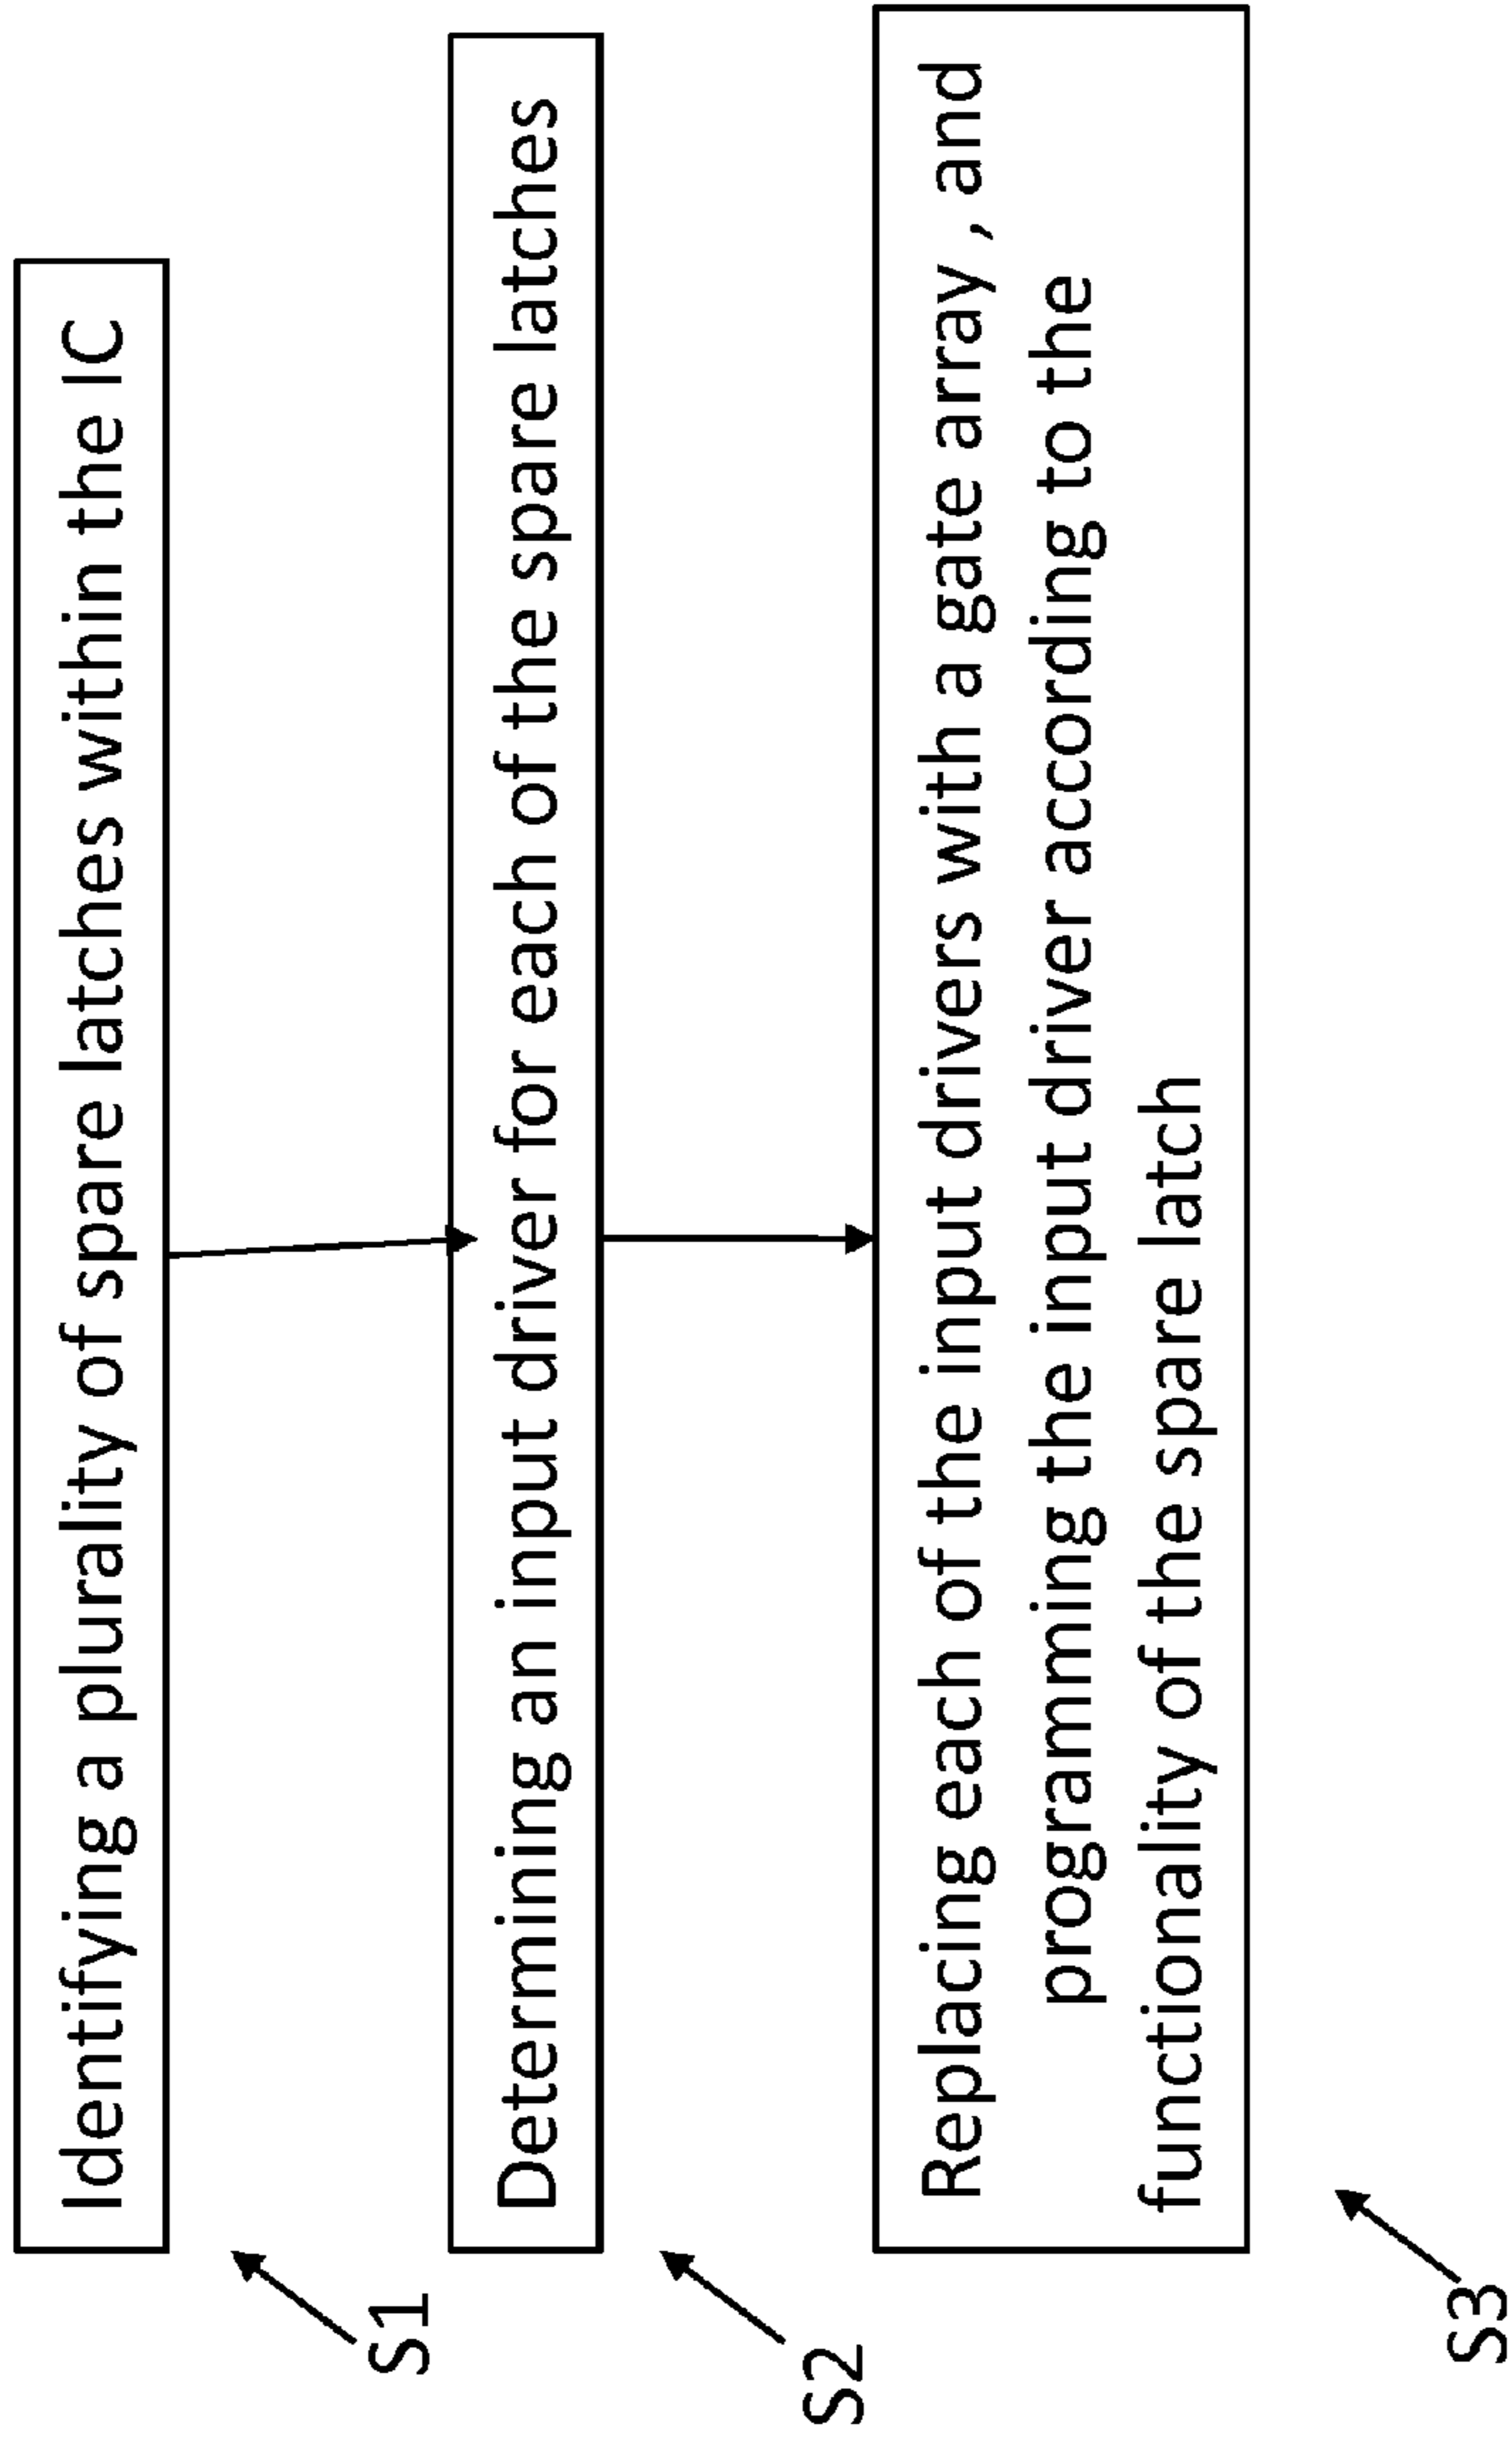 Identifying a plurality of spare latches within the IC
S1
Determining an input driver for each of the spare latches
S2
Replacing each of the input drivers with a gate array , and
programming the input driver according to the
functionality of the spare latch
S3